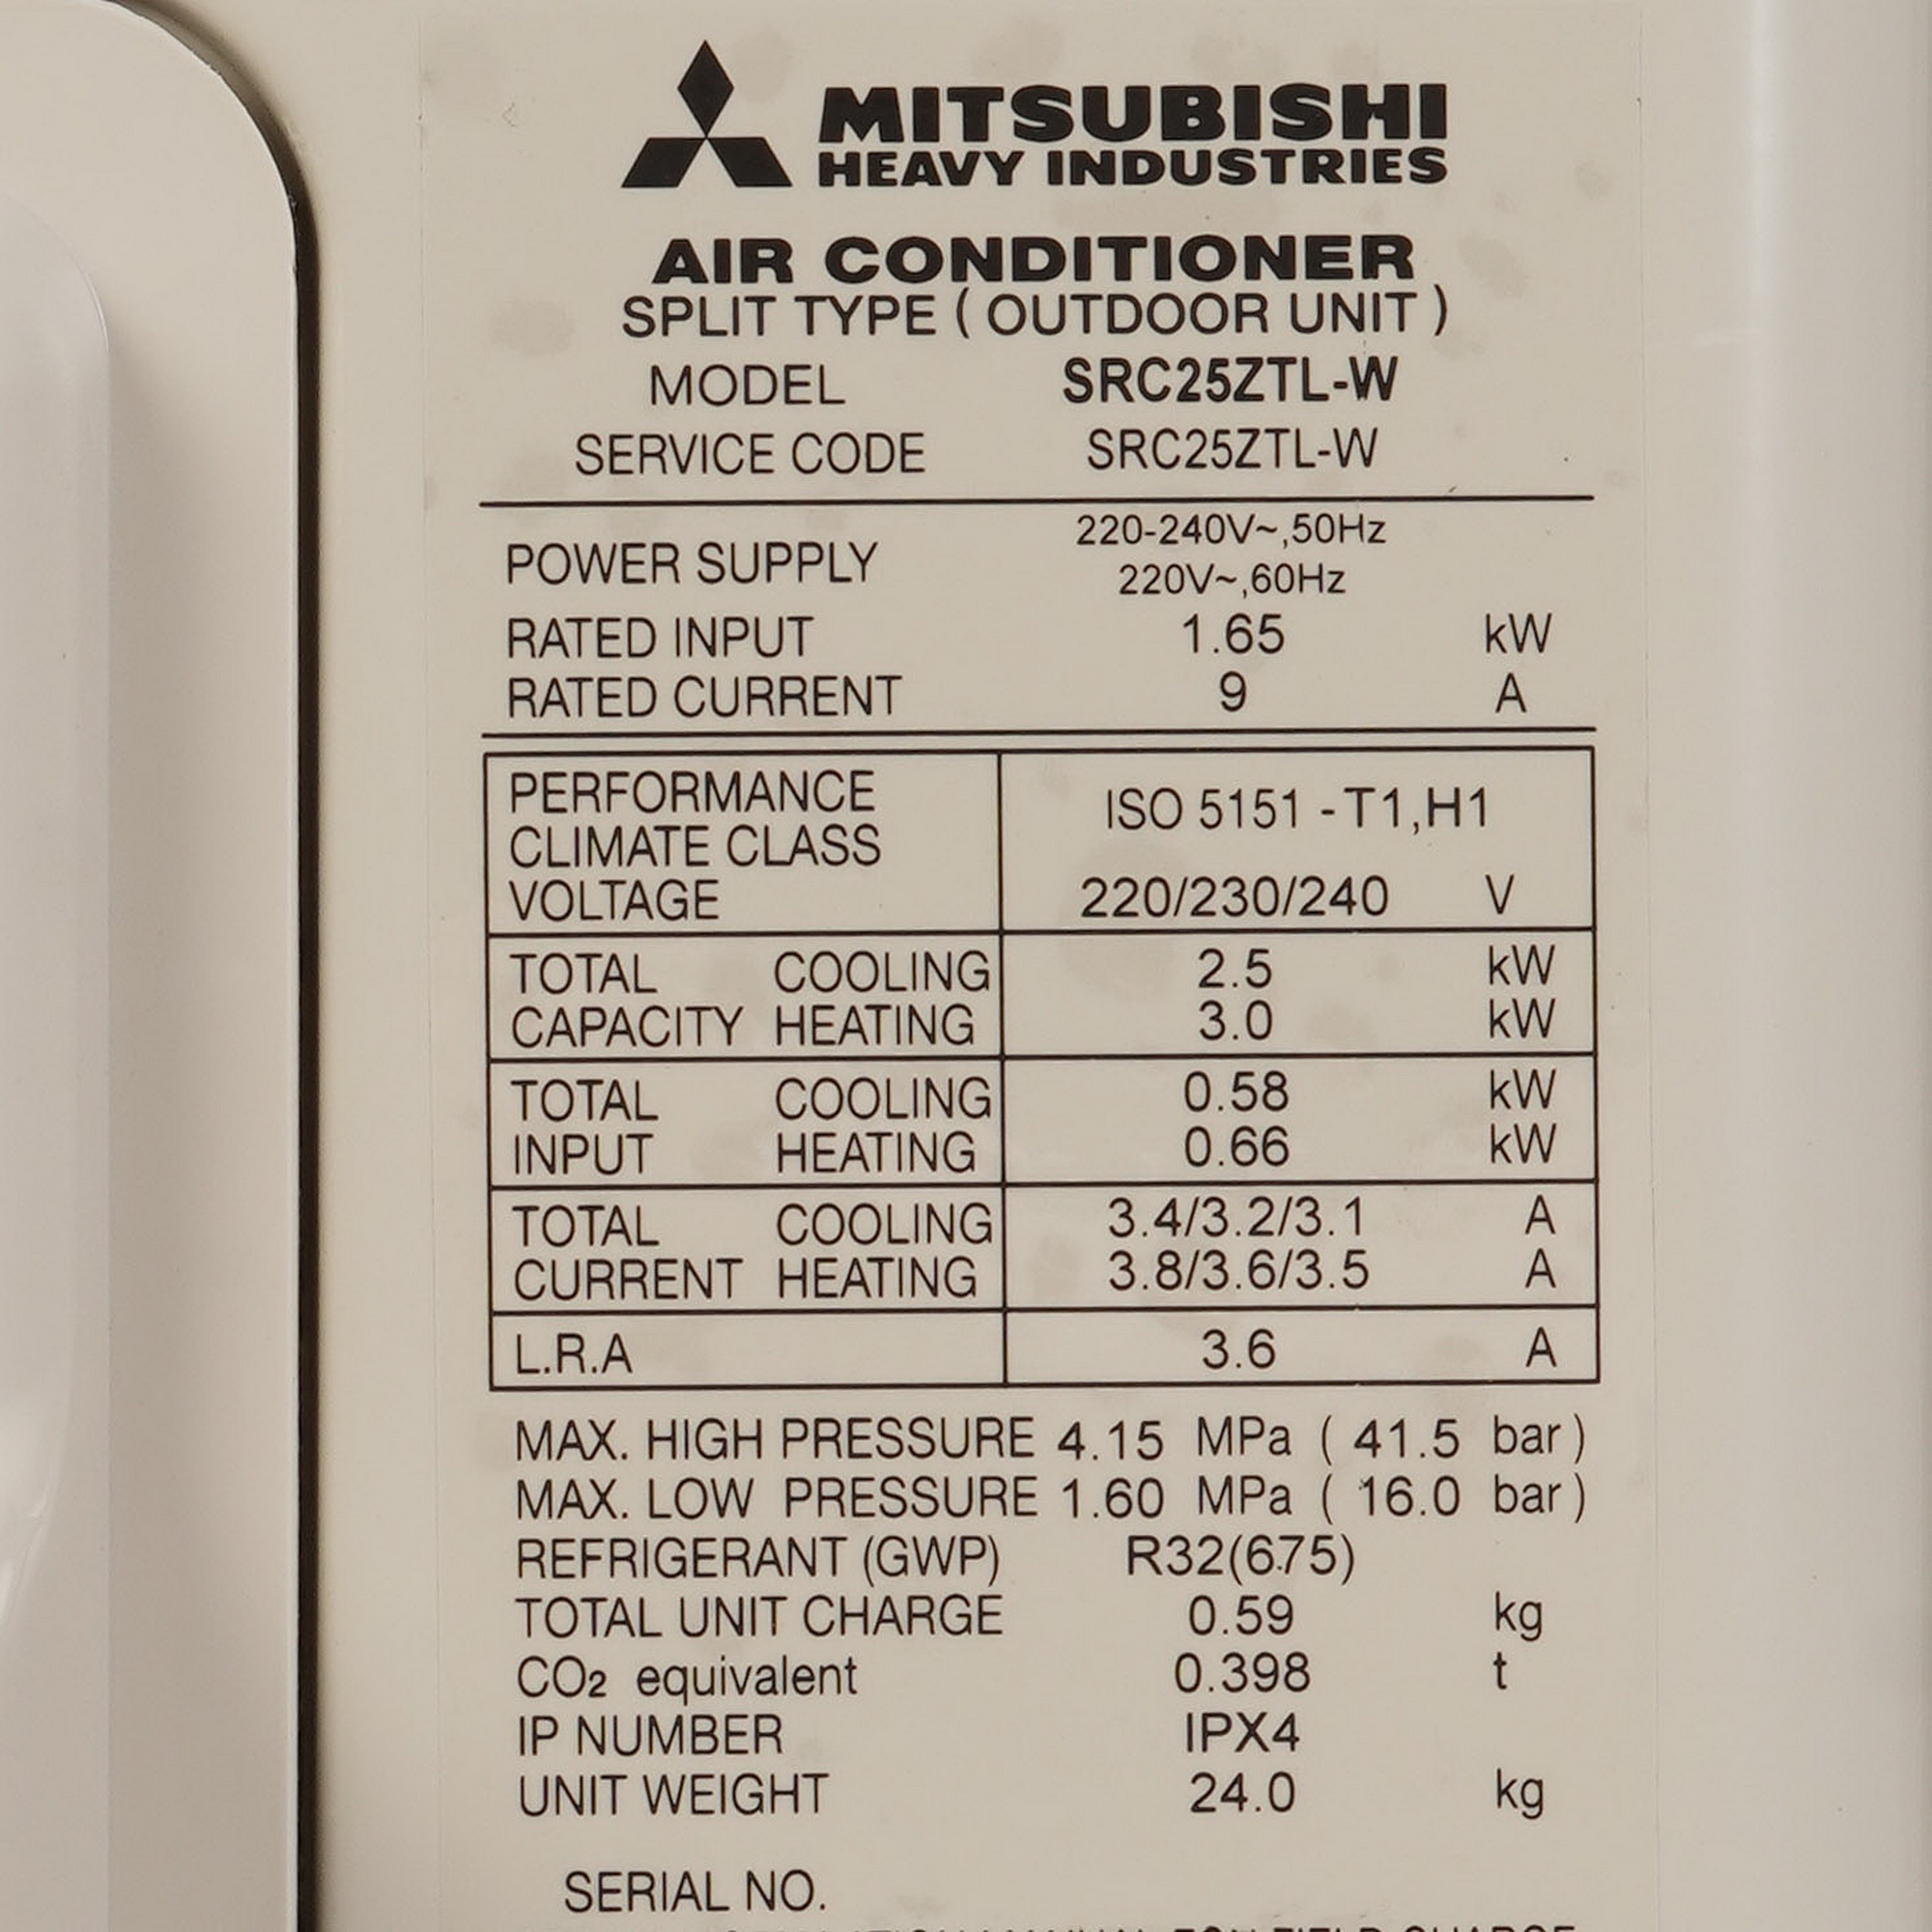 MITSUBISHI
HEAVY INDUSTRIES
AIR CONDITIONER
SPLIT TYPE ( OUTDOOR UNIT )
MODEL SRC25ZTL-W
SERVICE CODE SRC25ZTL-W
POWER SUPPLY 220-240V~,50Hz
220V~,60Hz
RATED INPUT 1.65 kW
RATED CURRENT 9 A
PERFORMANCE
CLIMATE CLASS ISO 5151 - T1,H1
VOLTAGE 220/230/240 V
TOTAL COOLING 2.5 kW
CAPACITY HEATING 3.0 kW
TOTAL COOLING 0.58 kW
INPUT HEATING 0.66 kW
TOTAL COOLING 3.4/3.2/3.1 A
CURRENT HEATING 3.8/3.6/3.5 A
L.R.A 3.6 A
MAX. HIGH PRESSURE 4.15 MPa ( 41.5 bar )
MAX. LOW PRESSURE 1.60 MPa ( 16.0 bar )
REFRIGERANT (GWP) R32(675)
TOTAL UNIT CHARGE 0.59 kg
CO2 equivalent 0.398 t
IP NUMBER IPX4
UNIT WEIGHT 24.0 kg
SERIAL NO.